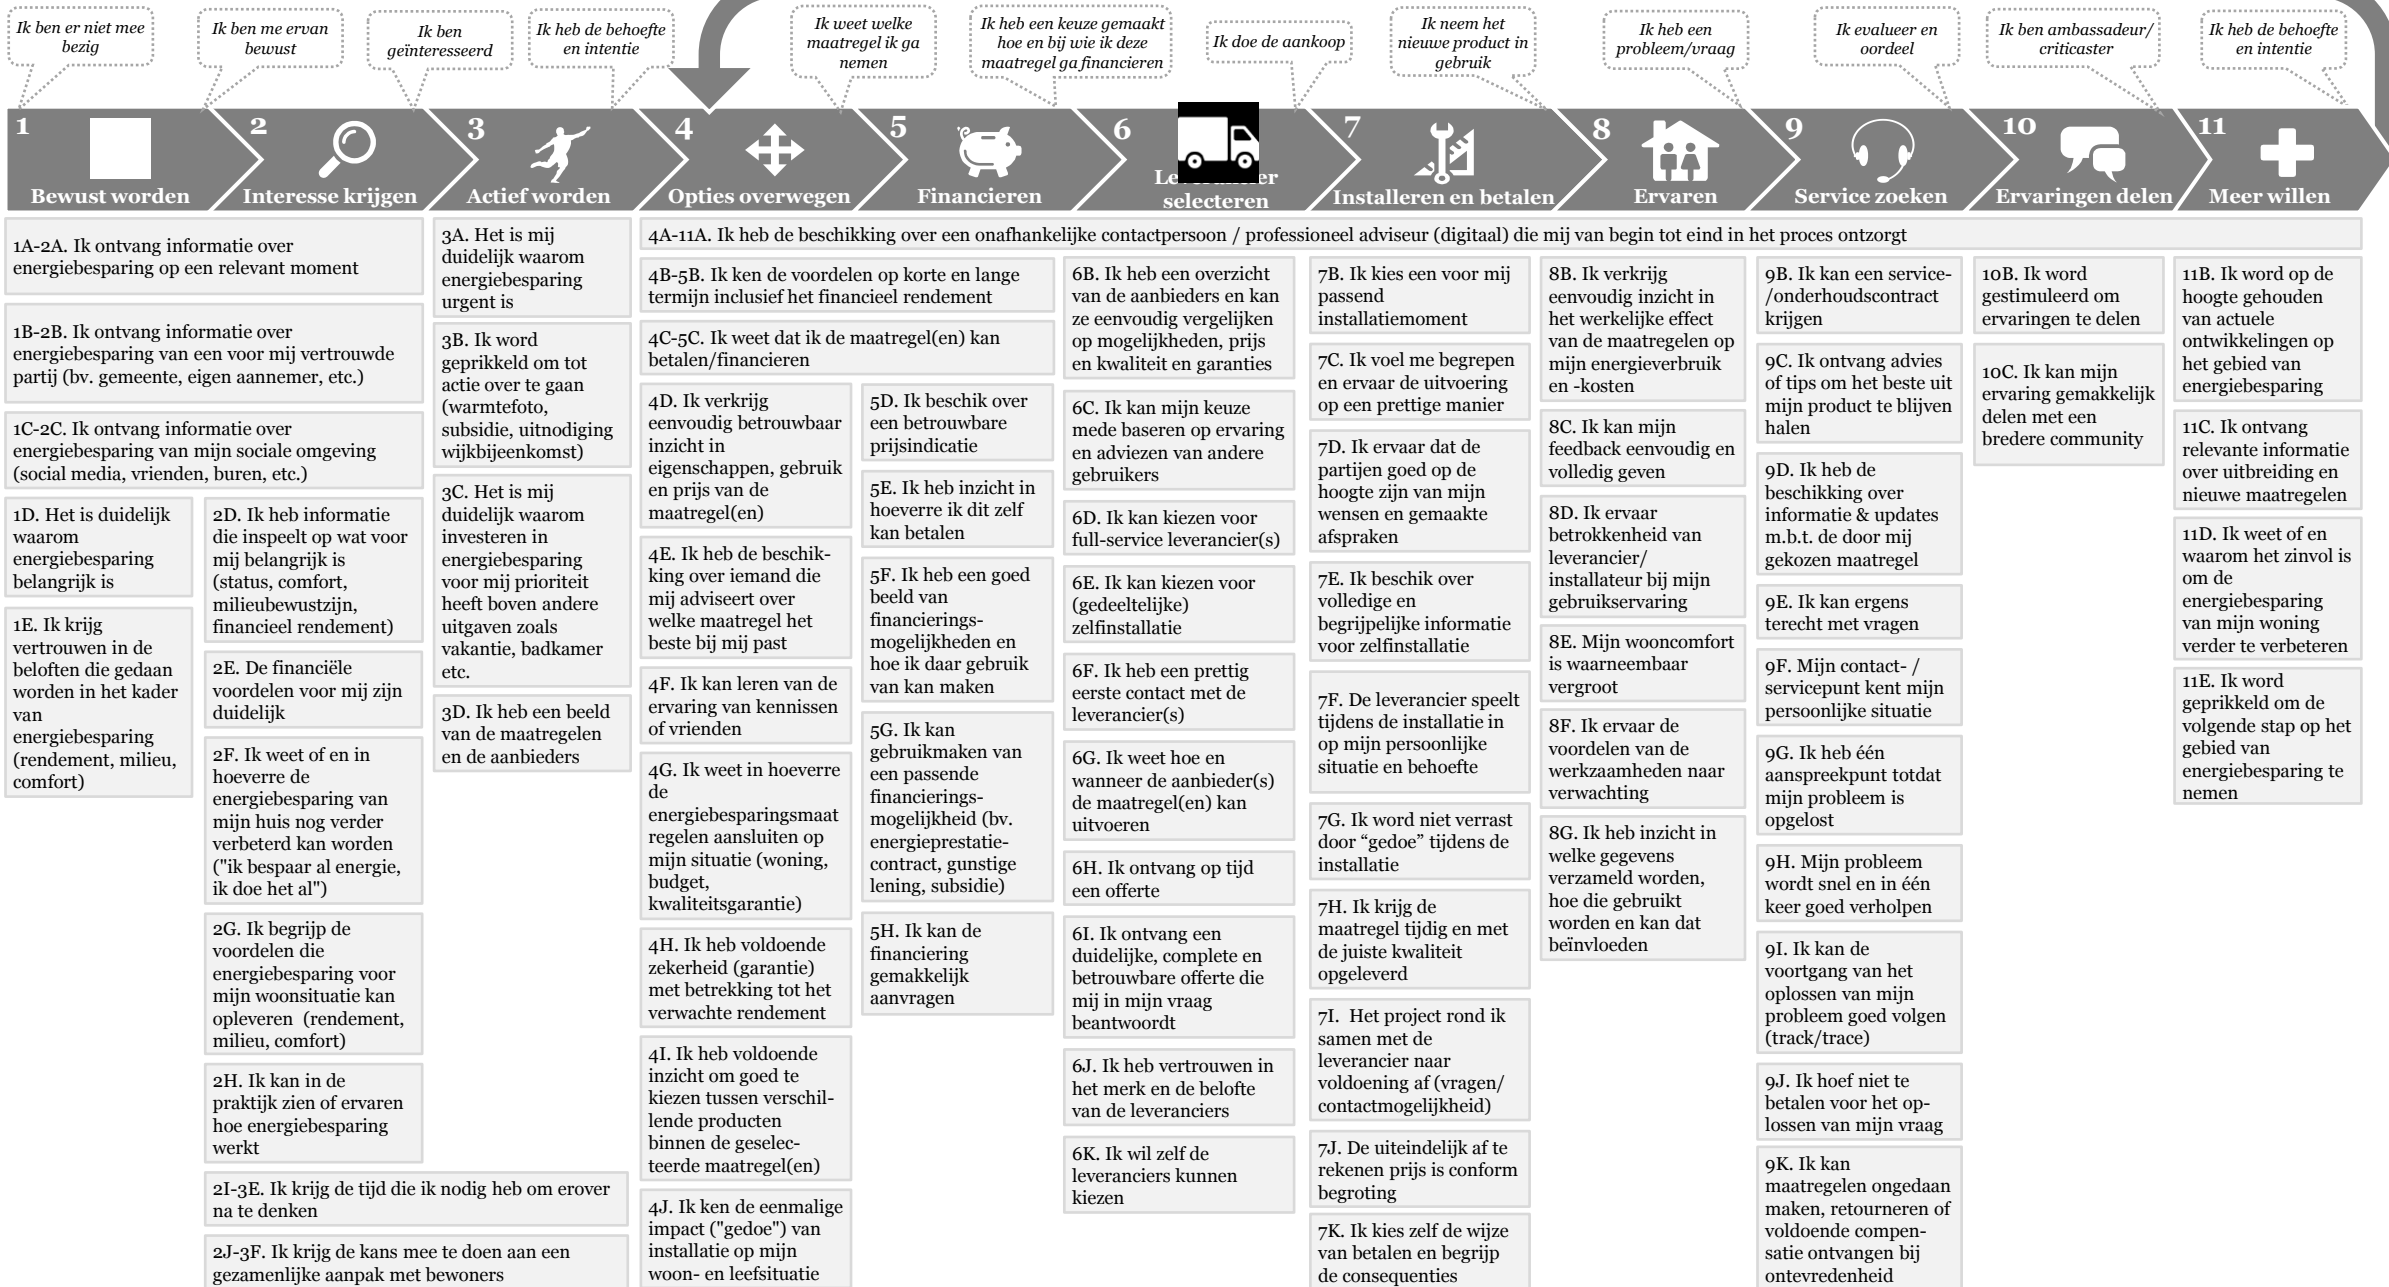 Ik ben er niet mee
bezig
Ik ben me ervan
bewust
Ik ben
geïnteresseerd
Ik heb de behoefte
en intentie
Ik weet welke
maatregel ik ga
nemen
Ik heb een keuze gemaakt
hoe en bij wie ik deze
maatregel ga financieren
Ik doe de aankoop
Ik neem het
nieuwe product in
gebruik
Ik heb een
probleem/vraag
Ik evalueer en
oordeel
Ik ben ambassadeur/
criticaster
Ik heb de behoefte
en intentie
1
Bewust worden
2
Interesse krijgen
3
Actief worden
4
Opties overwegen
5
Financieren
6
selecteren
7
Installeren en betalen
8
Ervaren
9
Service zoeken
10
Ervaringen delen
11
Meer willen
1A-2A. Ik ontvang informatie over
energiebesparing op een relevant moment
1B-2B. Ik ontvang informatie over
energiebesparing van een voor mij vertrouwde
partij (bv. gemeente, eigen aannemer, etc.)
1C-2C. Ik ontvang informatie over
energiebesparing van mijn sociale omgeving
(social media, vrienden, buren, etc.)
1D. Het is duidelijk
waarom
energiebesparing
belangrijk is
1E. Ik krijg
vertrouwen in de
beloften die gedaan
worden in het kader
van
energiebesparing
(rendement, milieu,
comfort)
2D. Ik heb informatie
die inspeelt op wat voor
mij belangrijk is
(status, comfort,
milieubewustzijn,
financieel rendement)
2E. De financiële
voordelen voor mij zijn
duidelijk
2F. Ik weet of en in
hoeverre de
energiebesparing van
mijn huis nog verder
verbeterd kan worden
("ik bespaar al energie,
ik doe het al")
2G. Ik begrijp de
voordelen die
energiebesparing voor
mijn woonsituatie kan
opleveren (rendement,
milieu, comfort)
2H. Ik kan in de
praktijk zien of ervaren
hoe energiebesparing
werkt
2I-3E. Ik krijg de tijd die ik nodig heb om erover
na te denken
2J-3F. Ik krijg de kans mee te doen aan een
gezamenlijke aanpak met bewoners
3A. Het is mij
duidelijk waarom
energiebesparing
urgent is
3B. Ik word
geprikkeld om tot
actie over te gaan
(warmtefoto,
subsidie, uitnodiging
wijkbijeenkomst)
3C. Het is mij
duidelijk waarom
investeren in
energiebesparing
voor mij prioriteit
heeft boven andere
uitgaven zoals
vakantie, badkamer
etc.
3D. Ik heb een beeld
van de maatregelen
en de aanbieders
4A-11A. Ik heb de beschikking over een onafhankelijke contactpersoon / professioneel adviseur (digitaal) die mij van begin tot eind in het proces ontzorgt
4B-5B. Ik ken de voordelen op korte en lange
termijn inclusief het financieel rendement
4C-5C. Ik weet dat ik de maatregel(en) kan
betalen/financieren
4D. Ik verkrijg
eenvoudig betrouwbaar
inzicht in
eigenschappen, gebruik
en prijs van de
maatregel(en)
4E. Ik heb de beschik-
king over iemand die
mij adviseert over
welke maatregel het
beste bij mij past
4F. Ik kan leren van de
ervaring van kennissen
of vrienden
4G. Ik weet in hoeverre
de
energiebesparingsmaat
regelen aansluiten op
mijn situatie (woning,
budget,
kwaliteitsgarantie)
4H. Ik heb voldoende
zekerheid (garantie)
met betrekking tot het
verwachte rendement
4I. Ik heb voldoende
inzicht om goed te
kiezen tussen verschil-
lende producten
binnen de geselec-
teerde maatregel(en)
4J. Ik ken de eenmalige
impact ("gedoe") van
installatie op mijn
woon- en leefsituatie
5D. Ik beschik over
een betrouwbare
prijsindicatie
5E. Ik heb inzicht in
hoeverre ik dit zelf
kan betalen
5F. Ik heb een goed
beeld van
financierings-
mogelijkheden en
hoe ik daar gebruik
van kan maken
5G. Ik kan
gebruikmaken van
een passende
financierings-
mogelijkheid (bv.
energieprestatie-
contract, gunstige
lening, subsidie)
5H. Ik kan de
financiering
gemakkelijk
aanvragen
6B. Ik heb een overzicht
van de aanbieders en kan
ze eenvoudig vergelijken
op mogelijkheden, prijs
en kwaliteit en garanties
6C. Ik kan mijn keuze
mede baseren op ervaring
en adviezen van andere
gebruikers
6D. Ik kan kiezen voor
full-service leverancier(s)
6E. Ik kan kiezen voor
(gedeeltelijke)
zelfinstallatie
6F. Ik heb een prettig
eerste contact met de
leverancier(s)
6G. Ik weet hoe en
wanneer de aanbieder(s)
de maatregel(en) kan
uitvoeren
6H. Ik ontvang op tijd
een offerte
6I. Ik ontvang een
duidelijke, complete en
betrouwbare offerte die
mij in mijn vraag
beantwoordt
6J. Ik heb vertrouwen in
het merk en de belofte
van de leveranciers
6K. Ik wil zelf de
leveranciers kunnen
kiezen
7B. Ik kies een voor mij
passend
installatiemoment
7C. Ik voel me begrepen
en ervaar de uitvoering
op een prettige manier
7D. Ik ervaar dat de
partijen goed op de
hoogte zijn van mijn
wensen en gemaakte
afspraken
7E. Ik beschik over
volledige en
begrijpelijke informatie
voor zelfinstallatie
7F. De leverancier speelt
tijdens de installatie in
op mijn persoonlijke
situatie en behoefte
7G. Ik word niet verrast
door “gedoe” tijdens de
installatie
7H. Ik krijg de
maatregel tijdig en met
de juiste kwaliteit
opgeleverd
7I. Het project rond ik
samen met de
leverancier naar
voldoening af (vragen/
contactmogelijkheid)
7J. De uiteindelijk af te
rekenen prijs is conform
begroting
7K. Ik kies zelf de wijze
van betalen en begrijp
de consequenties
8B. Ik verkrijg
eenvoudig inzicht in
het werkelijke effect
van de maatregelen op
mijn energieverbruik
en -kosten
8C. Ik kan mijn
feedback eenvoudig en
volledig geven
8D. Ik ervaar
betrokkenheid van
leverancier/
installateur bij mijn
gebruikservaring
8E. Mijn wooncomfort
is waarneembaar
vergroot
8F. Ik ervaar de
voordelen van de
werkzaamheden naar
verwachting
8G. Ik heb inzicht in
welke gegevens
verzameld worden,
hoe die gebruikt
worden en kan dat
beïnvloeden
9B. Ik kan een service-
/onderhoudscontract
krijgen
9C. Ik ontvang advies
of tips om het beste uit
mijn product te blijven
halen
9D. Ik heb de
beschikking over
informatie & updates
m.b.t. de door mij
gekozen maatregel
9E. Ik kan ergens
terecht met vragen
9F. Mijn contact- /
servicepunt kent mijn
persoonlijke situatie
9G. Ik heb één
aanspreekpunt totdat
mijn probleem is
opgelost
9H. Mijn probleem
wordt snel en in één
keer goed verholpen
9I. Ik kan de
voortgang van het
oplossen van mijn
probleem goed volgen
(track/trace)
9J. Ik hoef niet te
betalen voor het op-
lossen van mijn vraag
9K. Ik kan
maatregelen ongedaan
maken, retourneren of
voldoende compen-
satie ontvangen bij
ontevredenheid
10B. Ik word
gestimuleerd om
ervaringen te delen
10C. Ik kan mijn
ervaring gemakkelijk
delen met een
bredere community
11B. Ik word op de
hoogte gehouden
van actuele
ontwikkelingen op
het gebied van
energiebesparing
11C. Ik ontvang
relevante informatie
over uitbreiding en
nieuwe maatregelen
11D. Ik weet of en
waarom het zinvol is
om de
energiebesparing
van mijn woning
verder te verbeteren
11E. Ik word
geprikkeld om de
volgende stap op het
gebied van
energiebesparing te
nemen